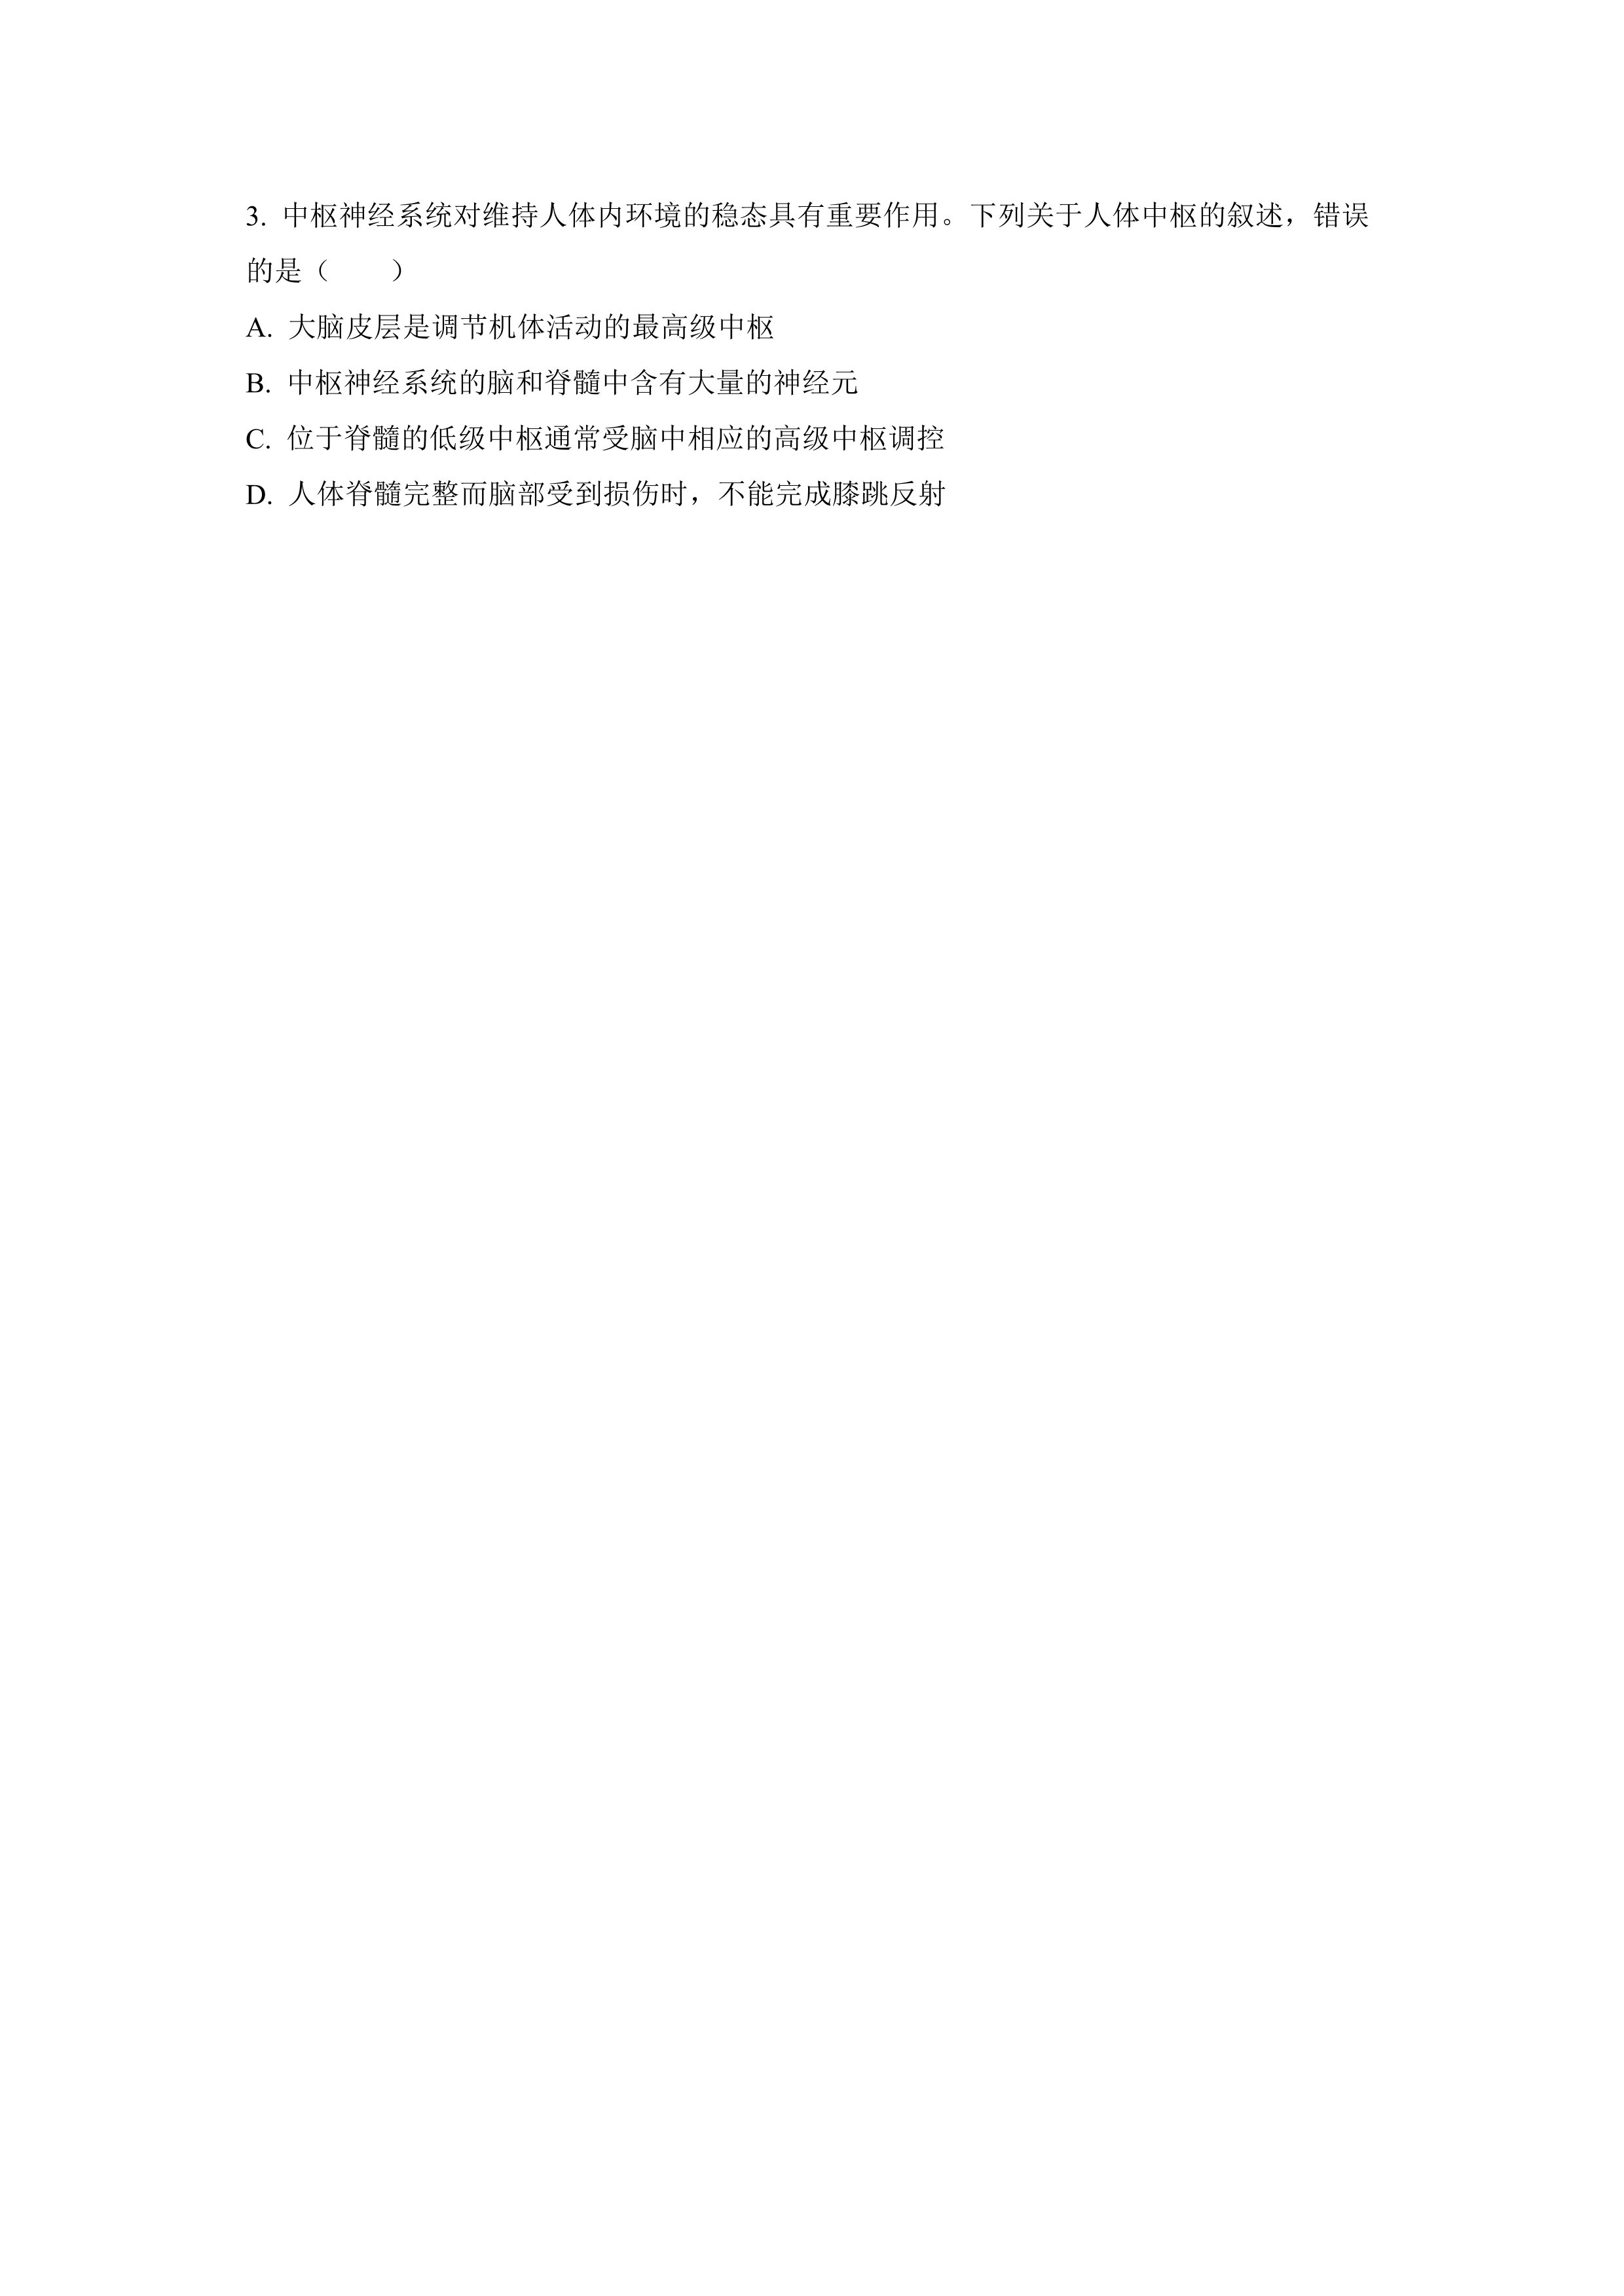 3. 中枢神经系统对维持人体内环境的稳态具有重要作用。下列关于人体中枢的叙述，错误
的是（　　）
A. 大脑皮层是调节机体活动的最高级中枢
B. 中枢神经系统的脑和脊髓中含有大量的神经元
C. 位于脊髓的低级中枢通常受脑中相应的高级中枢调控
D. 人体脊髓完整而脑部受到损伤时，不能完成膝跳反射